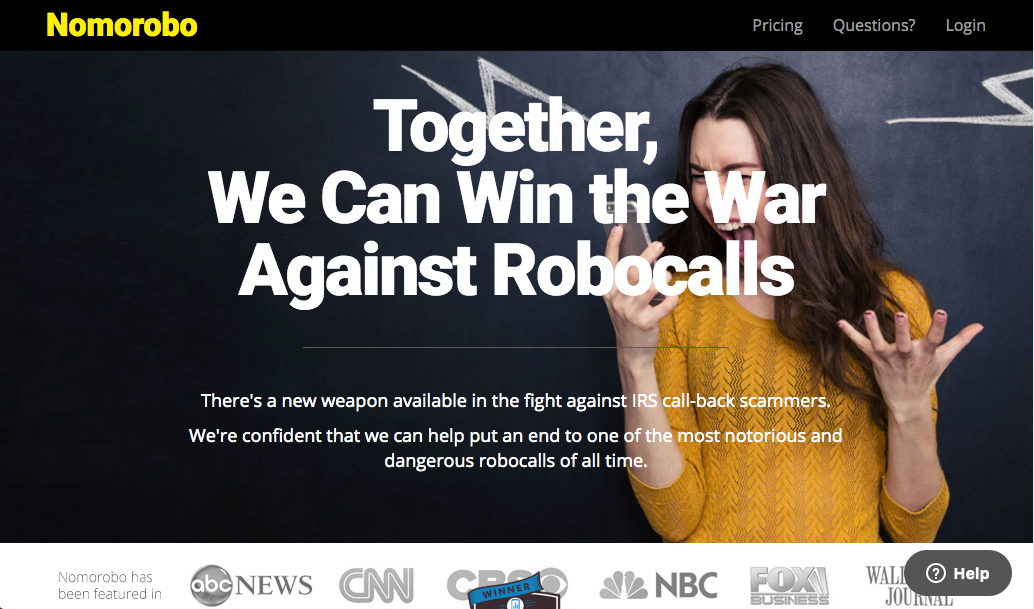 Nomorobo
Pricing Questions? Login
Together,
We Can Win the War
Against Robocalls
There's a new weapon available in the fight against IRS call-back scammers.
We're confident that we can help put an end to one of the most notorious and
dangerous robocalls of all time.
Nomorobo has
been featured in
abc NEWS
CNN
CBS
WINNER
NBC
FOX
BUSINESS
WALL
JOURNAL
Help